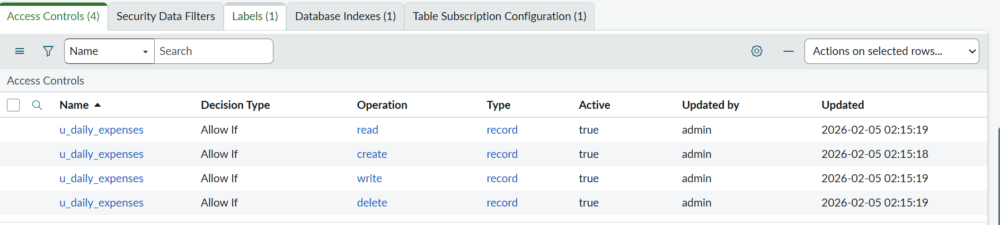 Access Controls (4) Security Data Filters Labels (1) Database Indexes (1) Table Subscription Configuration (1)
Name Search Actions on selected rows...
Access Controls
Name Decision Type Operation Type Active Updated by Updated
u_daily_expenses Allow If read record true admin 2026-02-05 02:15:19
u_daily_expenses Allow If create record true admin 2026-02-05 02:15:18
u_daily_expenses Allow If write record true admin 2026-02-05 02:15:19
u_daily_expenses Allow If delete record true admin 2026-02-05 02:15:19